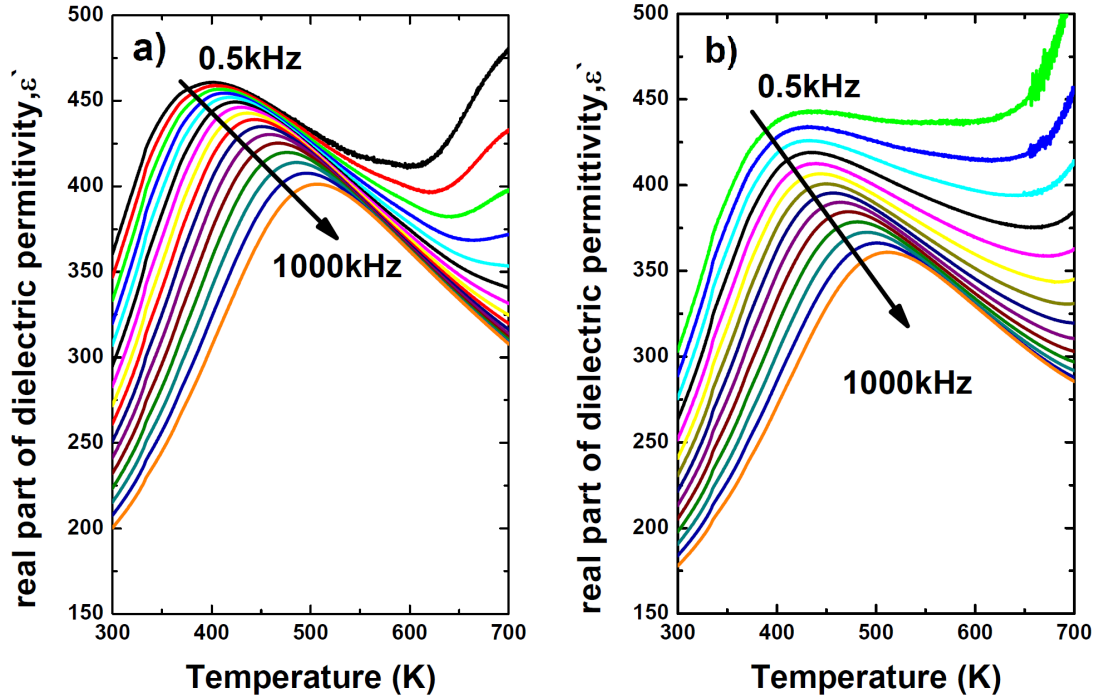 a)
0.5kHz
1000kHz
real part of dielectric permitivity,ε`
500
450
400
350
300
250
200
150
300 400 500 600 700
Temperature (K)
b)
0.5kHz
1000kHz
real part of dielectric permitivity,ε`
500
450
400
350
300
250
200
150
300 400 500 600 700
Temperature (K)